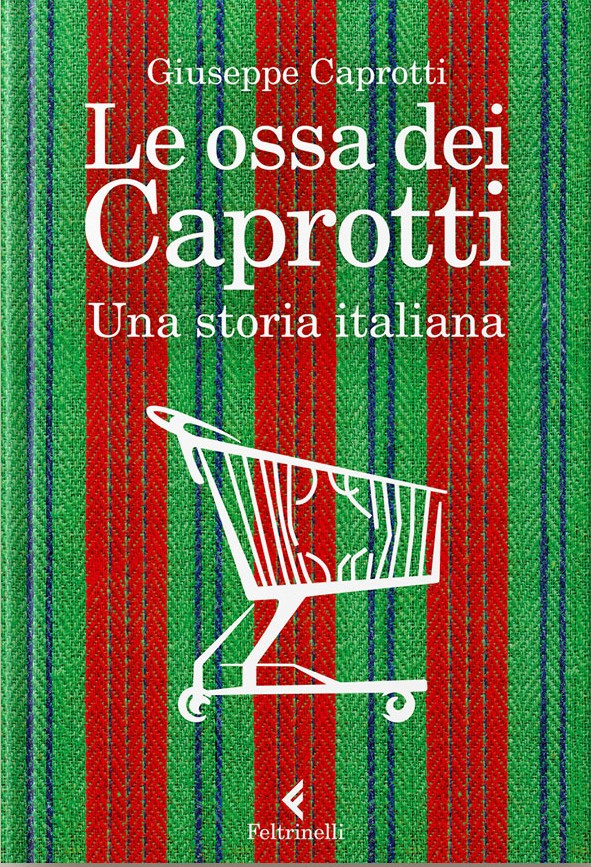 Giuseppe Caprotti
Le ossa dei
Caprotti
Una storia italiana
Feltrinelli